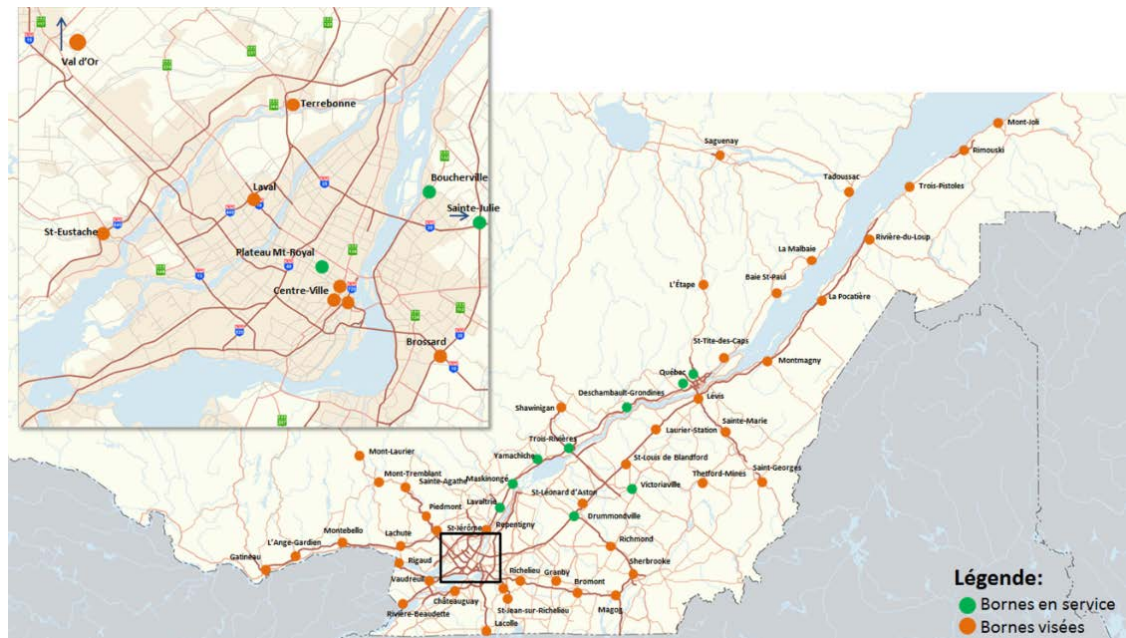 Val d'Or
Terrebonne
Boucherville
Laval
Sainte-Julie
St-Eustache
Plateau Mt-Royal
Centre-Ville
Brossard
Mont-Joli
Rimouski
Saguenay
Tadoussac
Trois-Pistoles
Rivière-du-Loup
La Malbaie
Baie St-Paul
L'Étape
La Pocatière
St-Tite-des-Caps
Montmagny
Québec
Deschambault-Grondines
Lévis
Shawinigan
Sainte-Marie
Laurier-Station
Trois-Rivières
Mont-Laurier
Yamachiche
St-Louis de Blandford
Mont-Tremblant
Saint-Georges
Thetford-Mines
Sainte-Agathe
Maskinongé
Victoriaville
St-Léonard d'Aston
Lavaltrie
Piedmont
Drummondville
St-Jérôme
Repentigny
Montebello
Lachute
Richmond
L'Ange-Gardien
Gatineau
Rigaud
Sherbrooke
Richelieu
Granby
Vaudreuil
Bromont
Châteauguay
Magog
Rivière-Beaudette
St-Jean-sur-Richelieu
Lacolle
Légende:
Bornes en service
Bornes visées